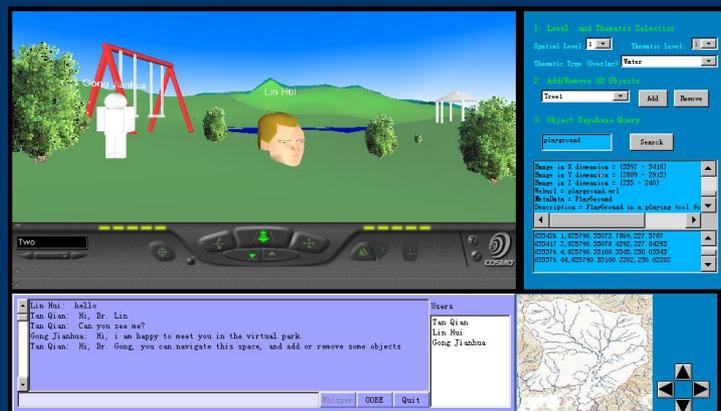 Gong Jianhua
Lin Hui
Two
COSMO
1: Level and Thematic Selection
Spatial Level: 1 Thematic Level: 1
Thematic Type (Overlay) Water
2: Add/Remove 3D Objects
Tree1 Add Remove
3: Object Database Query
playground Search
Range in X dimension = (3397 - 3418)
Range in Y dimension = (2889 - 2913)
Range in Z dimension = (235 - 240)
Weburl = playground.wrl
MetaData = PlayGround
Description = PlayGround is a playing tool fo
Lin Hui: hello
Tan Qian: Hi, Dr. Lin
Tan Qian: Can you see me?
Gong Jianhua: Hi, i am happy to meet you in the virtual park.
Tan Qian: Hi, Dr. Gong, you can navigate this space, and add or remove some objects
Users
Tan Qian
Lin Hui
Gong Jianhua
Whisper OOBE Quit